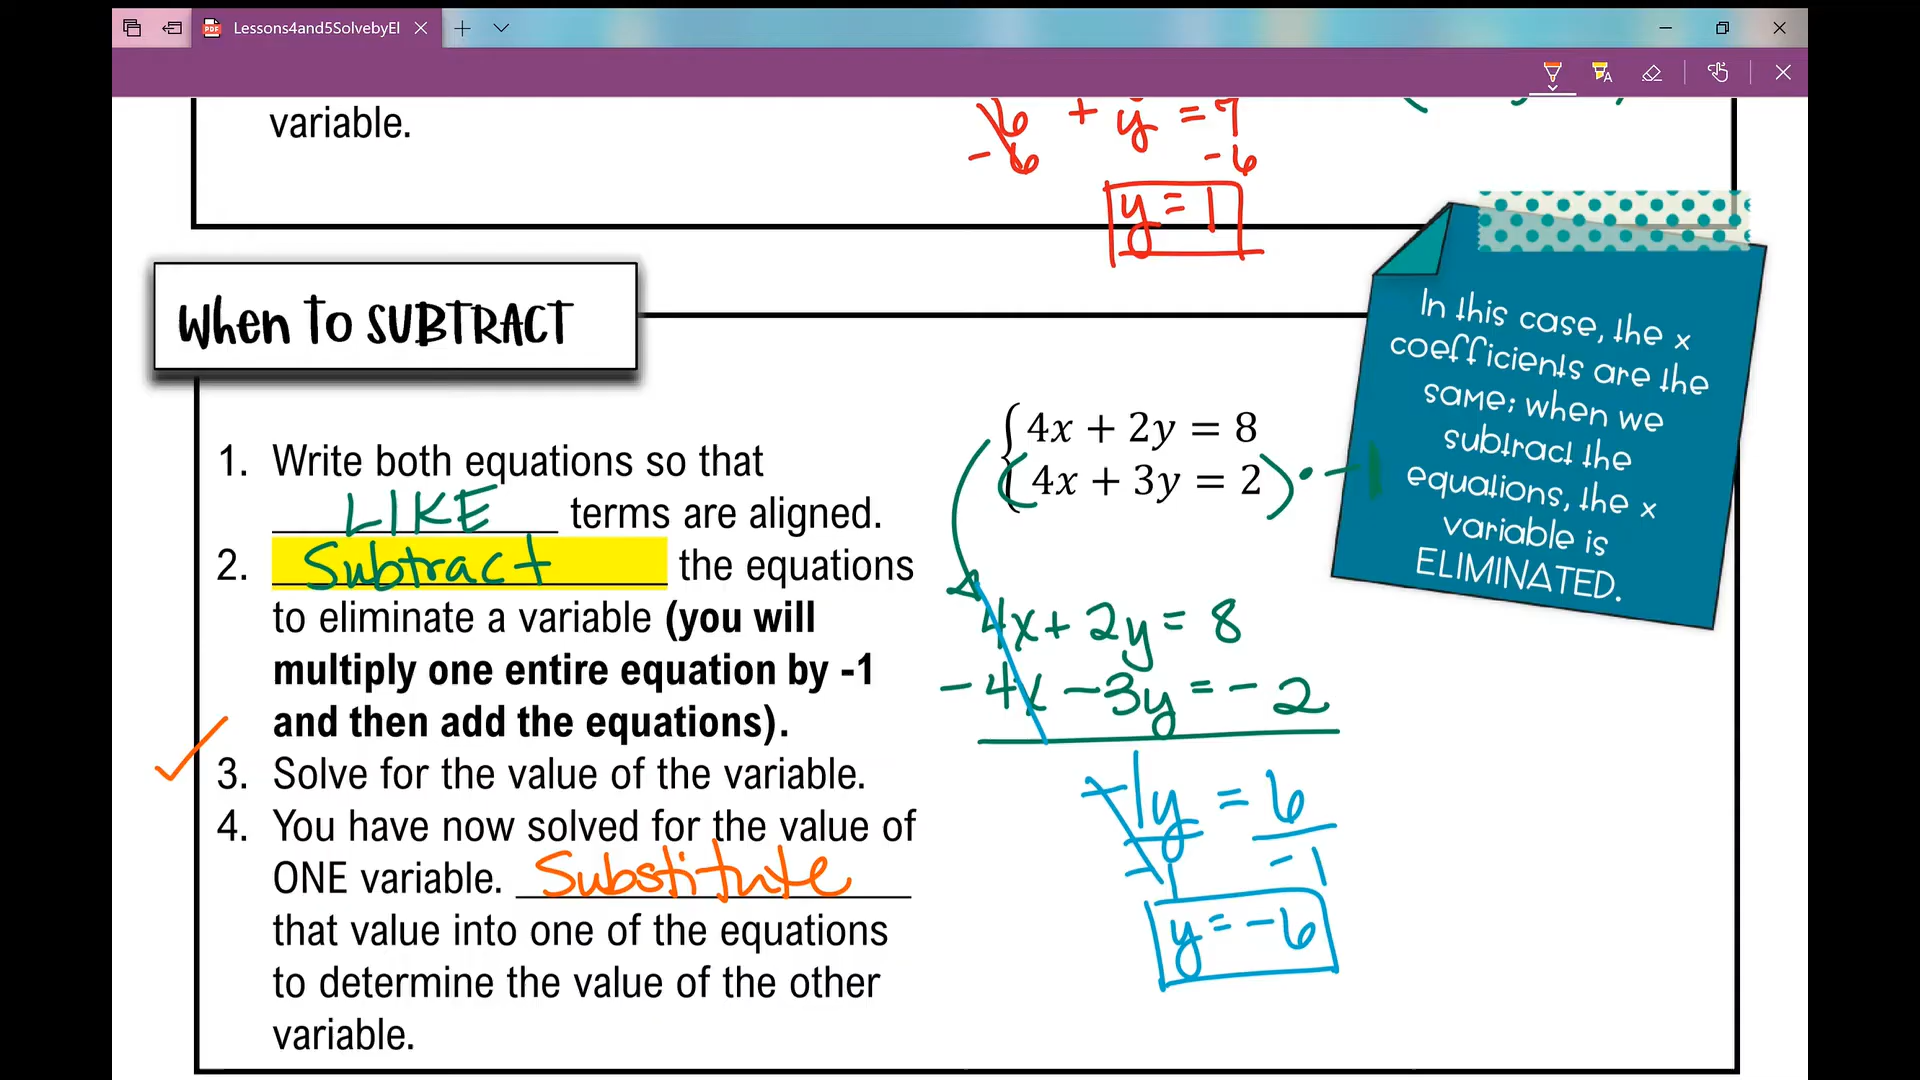 Lessons4and5SolvebyEl
variable.
6 + y = 7
- 6 - 6
y = 1
When to SUBTRACT
In this case, the x
coefficients are the
same; when we
subtract the
equations, the x
variable is
ELIMINATED.
1. Write both equations so that
LIKE terms are aligned.
2. Subtract the equations
to eliminate a variable (you will
multiply one entire equation by -1
and then add the equations).
3. Solve for the value of the variable.
4. You have now solved for the value of
ONE variable. Substitute
that value into one of the equations
to determine the value of the other
variable.
4x + 2y = 8
(4x + 3y = 2) • -1
4x + 2y = 8
- 4x - 3y = - 2
-1y = 6
-1 -1
y = -6